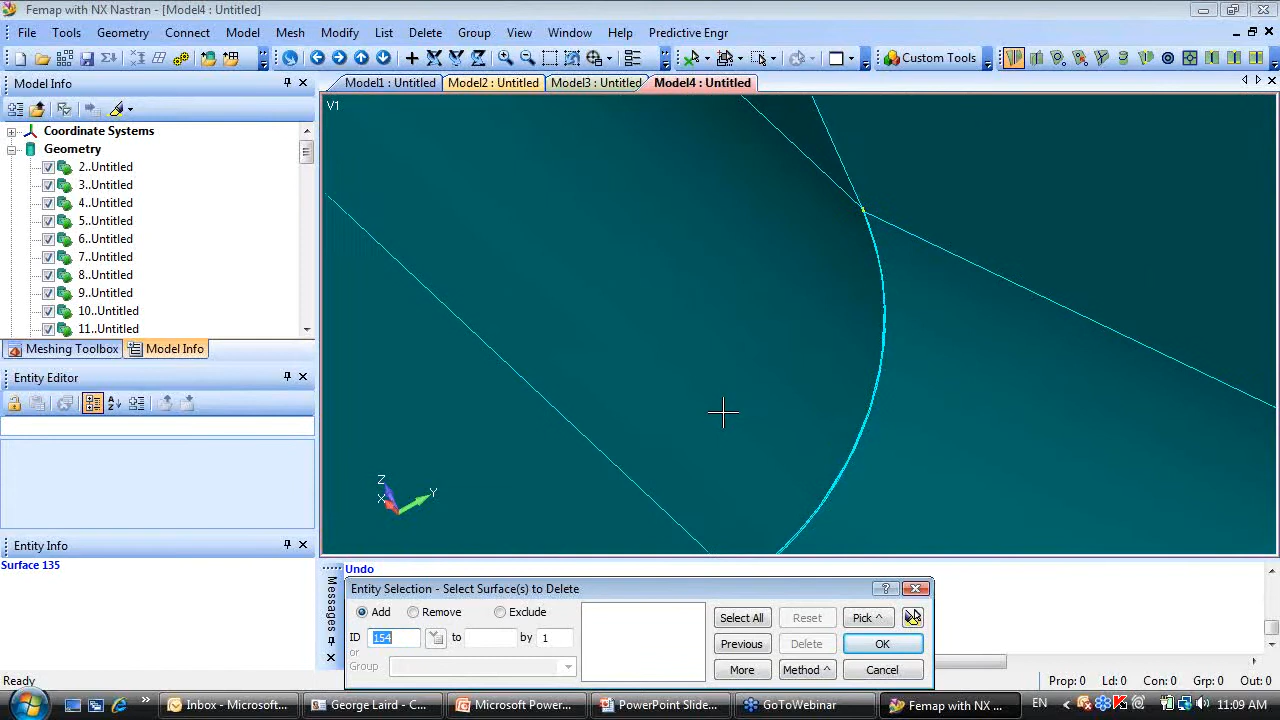 Femap with NX Nastran - [Model4 : Untitled]
File Tools Geometry Connect Model Mesh Modify List Delete Group View Window Help Predictive Engr
Custom Tools
Model Info
Model1 : Untitled Model2 : Untitled Model3 : Untitled Model4 : Untitled
V1
Coordinate Systems
Geometry
2..Untitled
3..Untitled
4..Untitled
5..Untitled
6..Untitled
7..Untitled
8..Untitled
9..Untitled
10..Untitled
11..Untitled
Meshing Toolbox Model Info
Entity Editor
Z
Y
X
Entity Info
Surface 135
Messages
Undo
Entity Selection - Select Surface(s) to Delete
Add Remove Exclude
Select All Reset Pick ^
ID 154 to by 1
Previous Delete OK
or
Group
More Method ^ Cancel
Ready
Prop: 0 Ld: 0 Con: 0 Grp: 0 Out: 0
Inbox - Microsoft... George Laird - C... Microsoft Power... PowerPoint Slide... GoToWebinar Femap with NX ... EN 11:09 AM